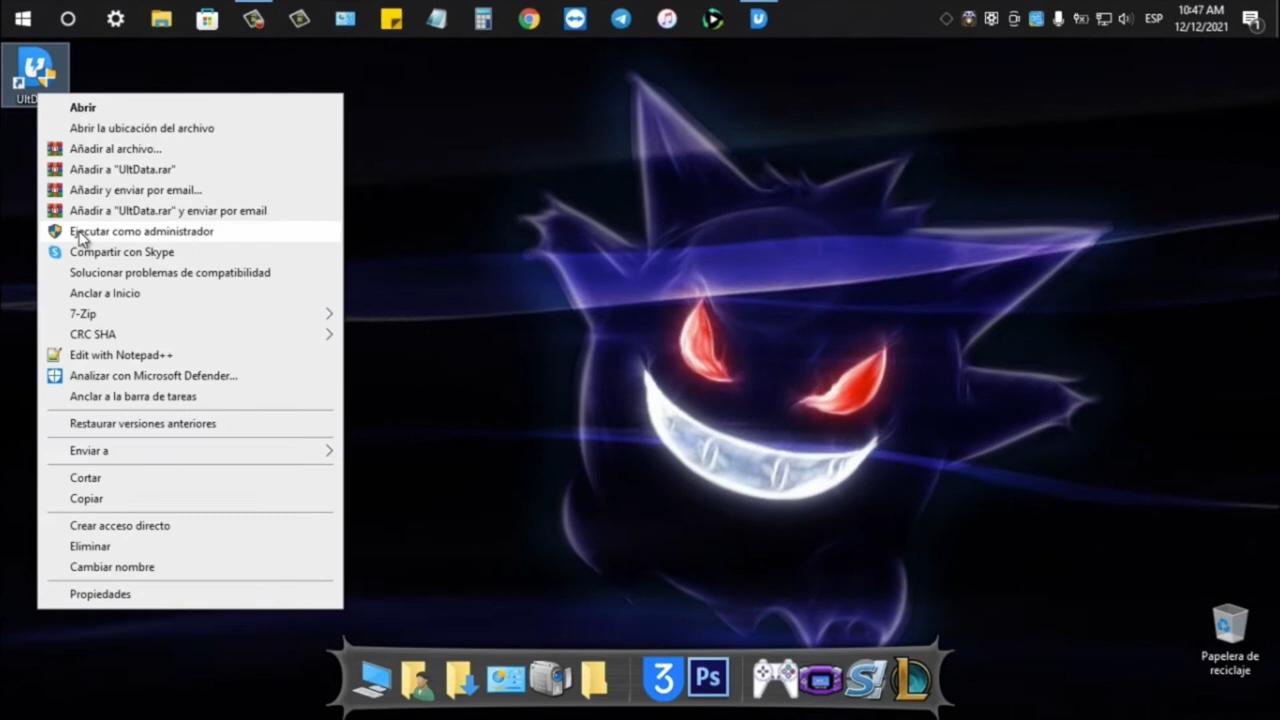 ESP
10:47 AM
12/12/2021
1
UltD
Abrir
Abrir la ubicación del archivo
Añadir al archivo...
Añadir a "UltData.rar"
Añadir y enviar por email...
Añadir a "UltData.rar" y enviar por email
Ejecutar como administrador
Compartir con Skype
Solucionar problemas de compatibilidad
Anclar a Inicio
7-Zip
CRC SHA
Edit with Notepad++
Analizar con Microsoft Defender...
Anclar a la barra de tareas
Restaurar versiones anteriores
Enviar a
Cortar
Copiar
Crear acceso directo
Eliminar
Cambiar nombre
Propiedades
Papelera de
reciclaje
3
Ps